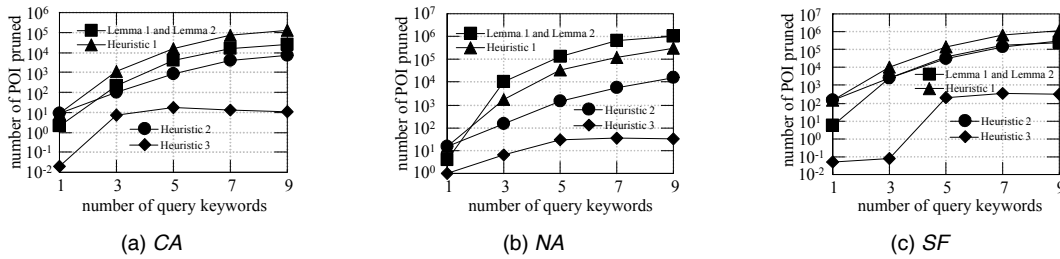 10^6
10^5
10^4
10^3
10^2
10^1
10^0
10^-1
10^-2
number of POI pruned
Lemma 1 and Lemma 2
Heuristic 1
Heuristic 2
Heuristic 3
1 3 5 7 9
number of query keywords
(a) CA
10^7
10^6
10^5
10^4
10^3
10^2
10^1
10^0
number of POI pruned
Lemma 1 and Lemma 2
Heuristic 1
Heuristic 2
Heuristic 3
1 3 5 7 9
number of query keywords
(b) NA
10^7
10^6
10^5
10^4
10^3
10^2
10^1
10^0
10^-1
10^-2
number of POI pruned
Lemma 1 and Lemma 2
Heuristic 1
Heuristic 2
Heuristic 3
1 3 5 7 9
number of query keywords
(c) SF